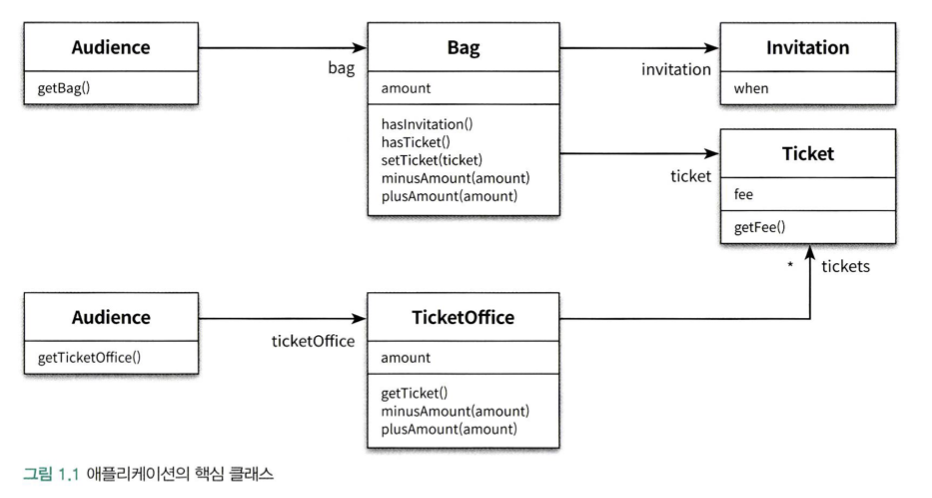 Audience
getBag()
bag
Bag
amount
hasInvitation()
hasTicket()
setTicket(ticket)
minusAmount(amount)
plusAmount(amount)
invitation
Invitation
when
ticket
Ticket
fee
getFee()
* tickets
Audience
getTicketOffice()
ticketOffice
TicketOffice
amount
getTicket()
minusAmount(amount)
plusAmount(amount)
그림 1.1 애플리케이션의 핵심 클래스